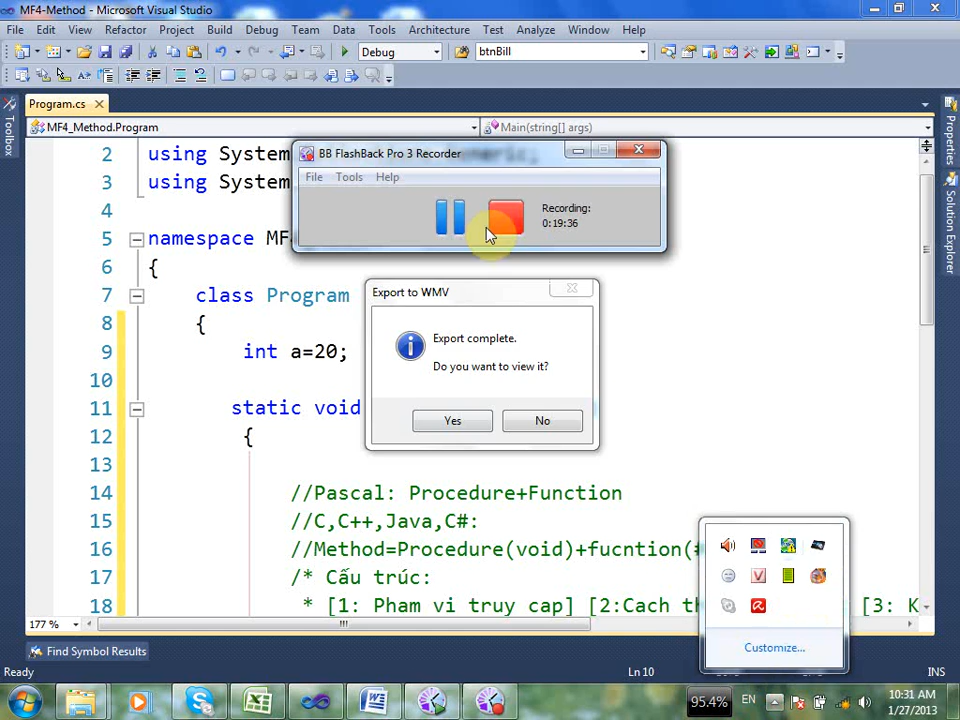 MF4-Method - Microsoft Visual Studio
File Edit View Refactor Project Build Debug Team Data Tools Architecture Test Analyze Window Help
Debug btnBill
Program.cs
MF4_Method.Program Main(string[] args)
Toolbox
Properties
Solution Explorer
2 using System
3 using System
4
5 namespace MF4
6 {
7 class Program
8 {
9 int a=20;
10
11 static void
12 {
13
14 //Pascal: Procedure+Function
15 //C,C++,Java,C#:
16 //Method=Procedure(void)+fucntion(
17 /* Cấu trúc:
18 * [1: Pham vi truy cap] [2:Cach th [3: K
BB FlashBack Pro 3 Recorder
File Tools Help
Recording:
0:19:36
Export to WMV
Export complete.
Do you want to view it?
Yes No
Customize...
177 %
Find Symbol Results
Ready Ln 10 INS
95.4% EN 10:31 AM
1/27/2013